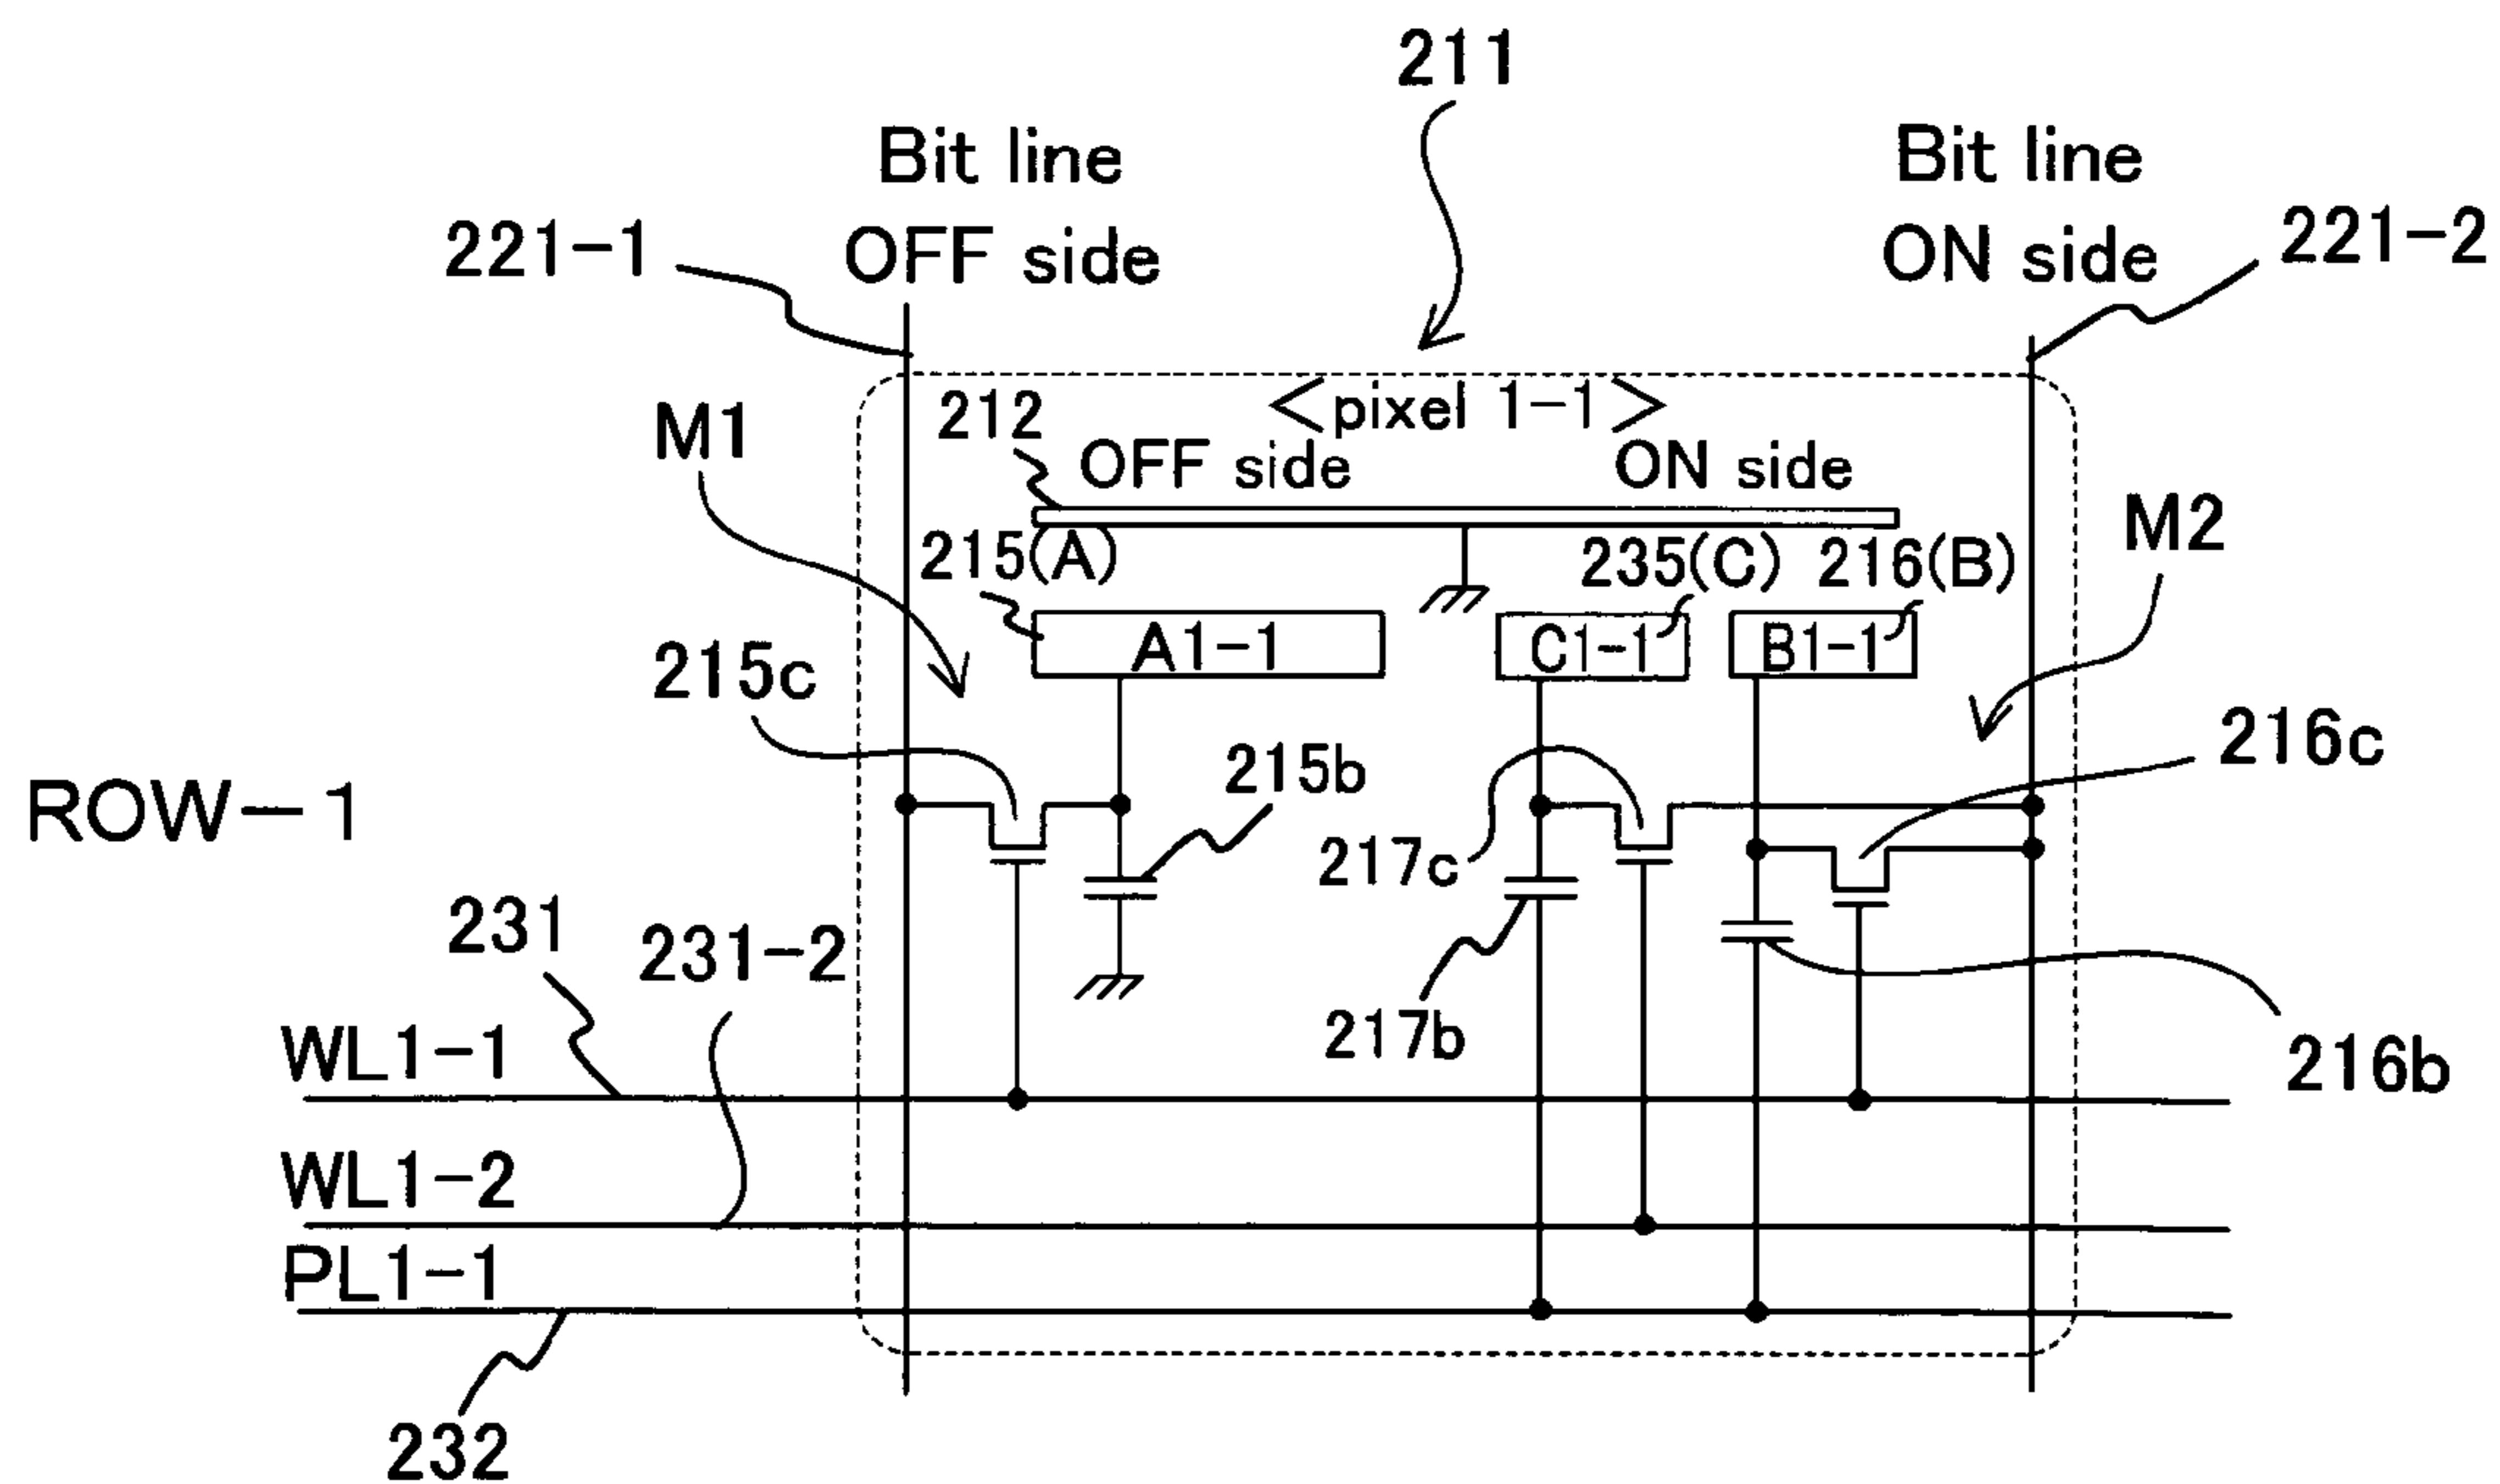 211
Bit line
OFF side
Bit line
ON side
221-1
221-2
<pixel 1-1>
212
OFF side
ON side
M1
M2
215(A)
235(C)
216(B)
A1-1
C1-1
B1-1
215c
216c
215b
ROW-1
217c
231
231-2
217b
216b
WL1-1
WL1-2
PL1-1
232